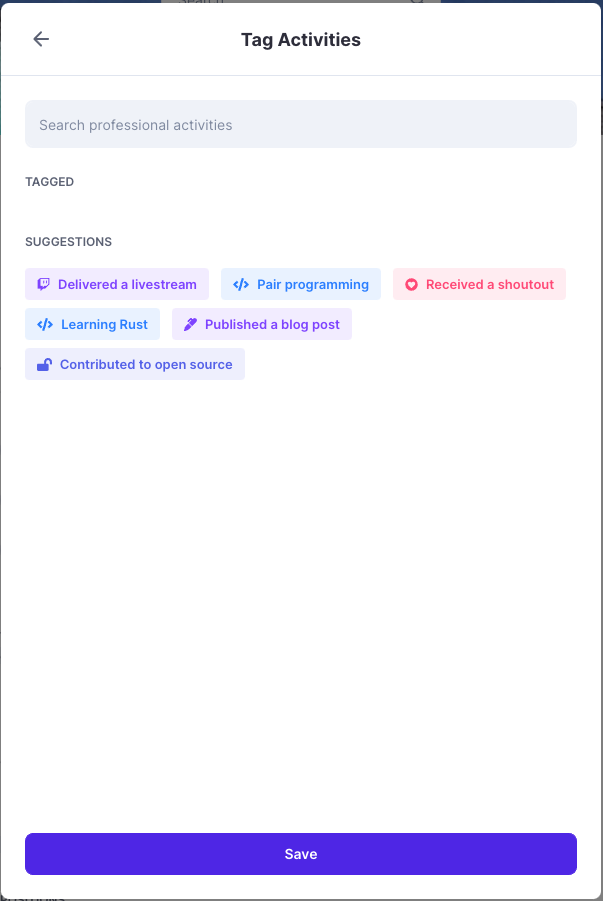 Search
Tag Activities
Search professional activities
TAGGED
SUGGESTIONS
Delivered a livestream
Pair programming
Received a shoutout
Learning Rust
Published a blog post
Contributed to open source
Save